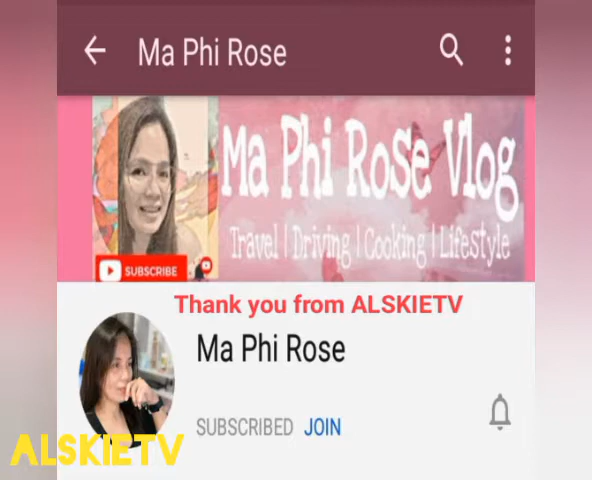 Ma Phi Rose
Ma Phi RoSe Vlog
Travel | Driving | Cooking | Lifestyle
SUBSCRIBE
Thank you from ALSKIETV
Ma Phi Rose
SUBSCRIBED JOIN
ALSKIETV